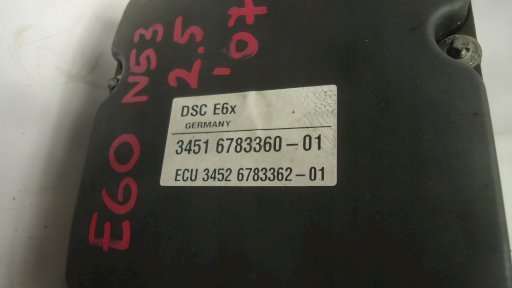 E60 N53
2.5
'07
DSC E6x
GERMANY
3451 6783360-01
ECU 3452 6783362-01